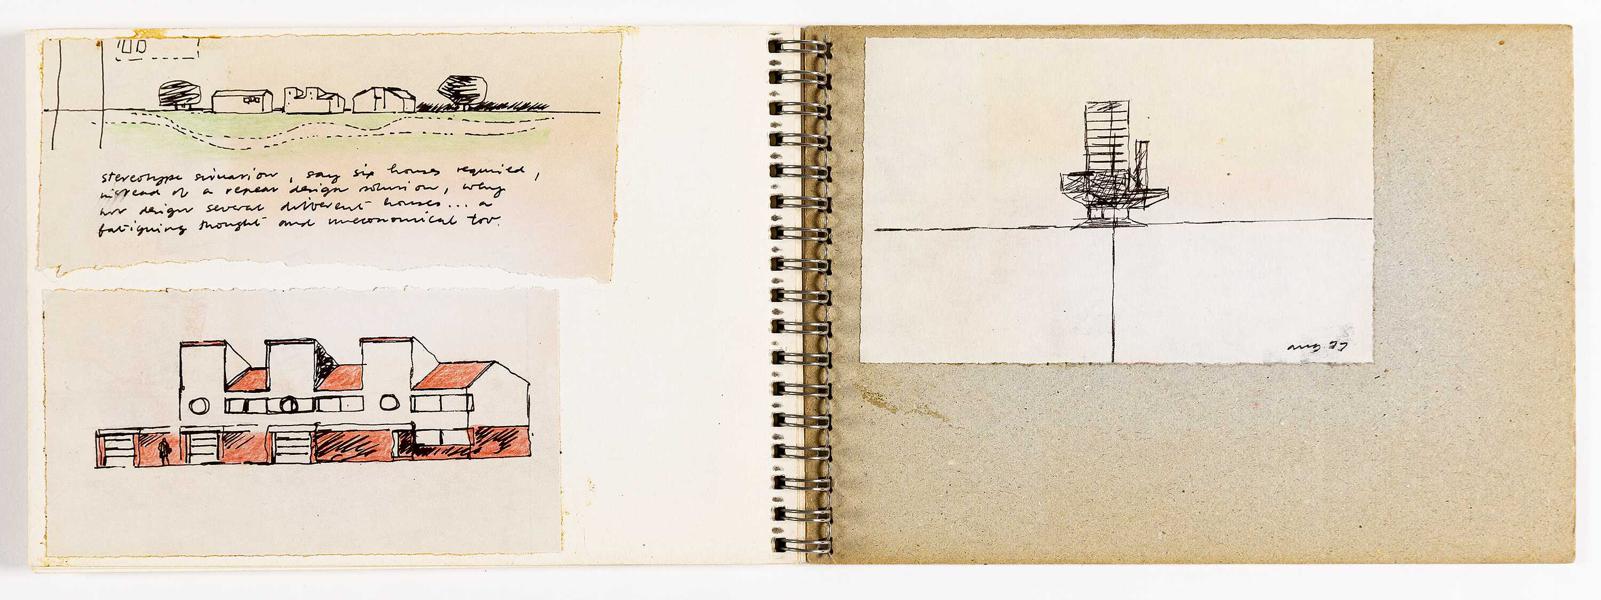 stereotype situation, say six houses required,
instead of a repeat design solution, why
not design several different houses... a
fatiguing thought and uneconomical too.
aug 77